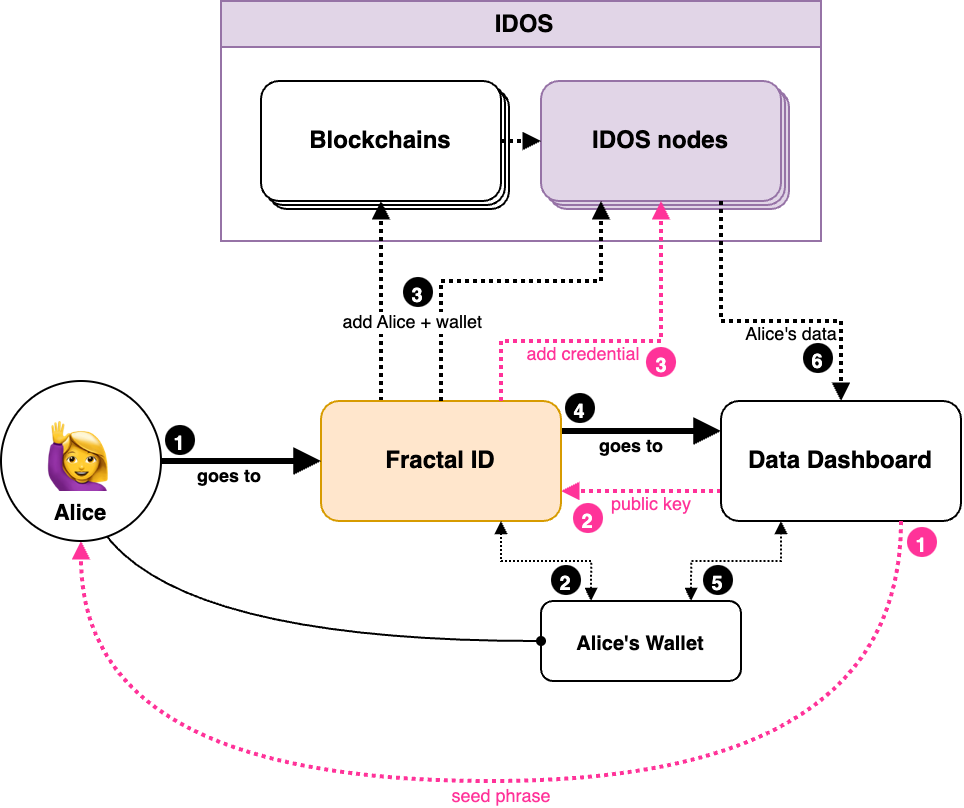 IDOS
Blockchains
IDOS nodes
3
add Alice + wallet
add credential
3
Alice's data
6
1
goes to
Alice
Fractal ID
4
goes to
Data Dashboard
public key
2
1
2
5
Alice's Wallet
seed phrase